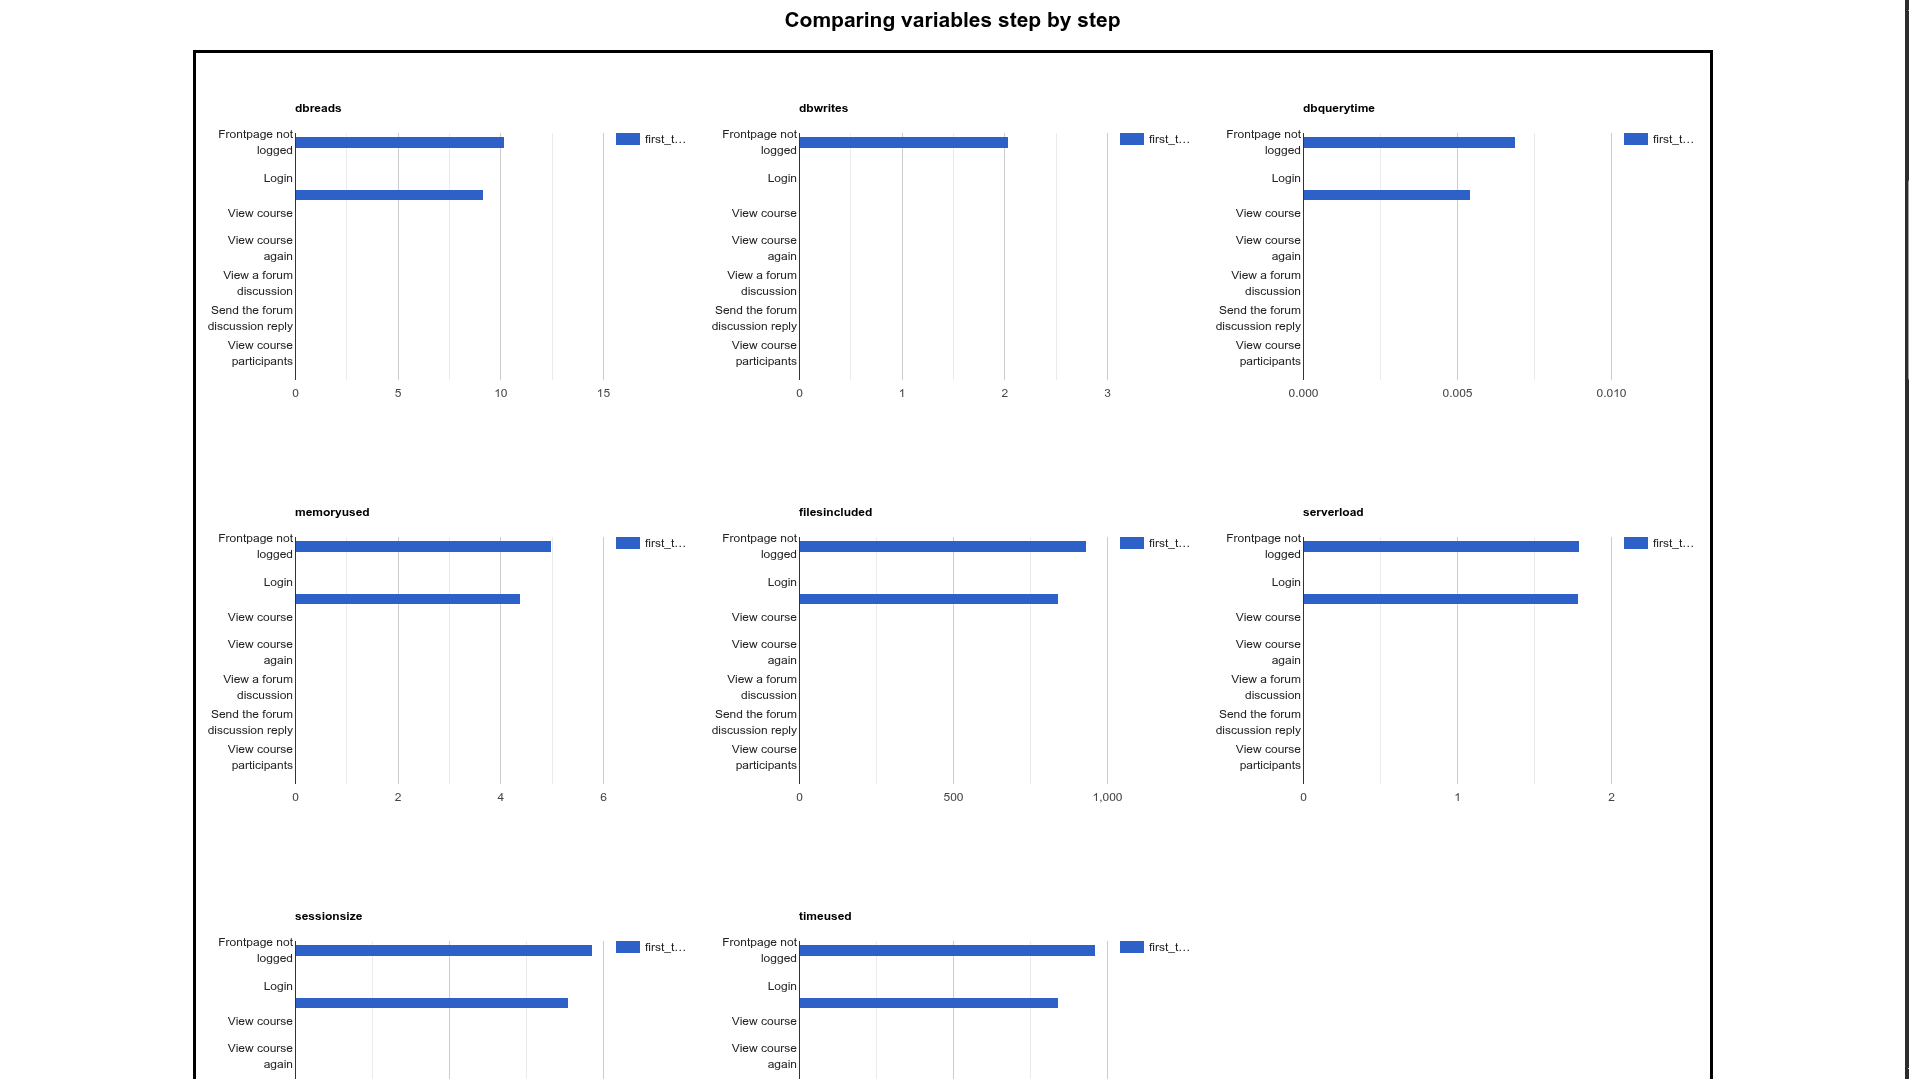 Comparing variables step by step
dbreads
Frontpage not
logged
Login
View course
View course
again
View a forum
discussion
Send the forum
discussion reply
View course
participants
0 5 10 15
first_t...
dbwrites
Frontpage not
logged
Login
View course
View course
again
View a forum
discussion
Send the forum
discussion reply
View course
participants
0 1 2 3
first_t...
dbquerytime
Frontpage not
logged
Login
View course
View course
again
View a forum
discussion
Send the forum
discussion reply
View course
participants
0.000 0.005 0.010
first_t...
memoryused
Frontpage not
logged
Login
View course
View course
again
View a forum
discussion
Send the forum
discussion reply
View course
participants
0 2 4 6
first_t...
filesincluded
Frontpage not
logged
Login
View course
View course
again
View a forum
discussion
Send the forum
discussion reply
View course
participants
0 500 1,000
first_t...
serverload
Frontpage not
logged
Login
View course
View course
again
View a forum
discussion
Send the forum
discussion reply
View course
participants
0 1 2
first_t...
sessionsize
Frontpage not
logged
Login
View course
View course
again
first_t...
timeused
Frontpage not
logged
Login
View course
View course
again
first_t...